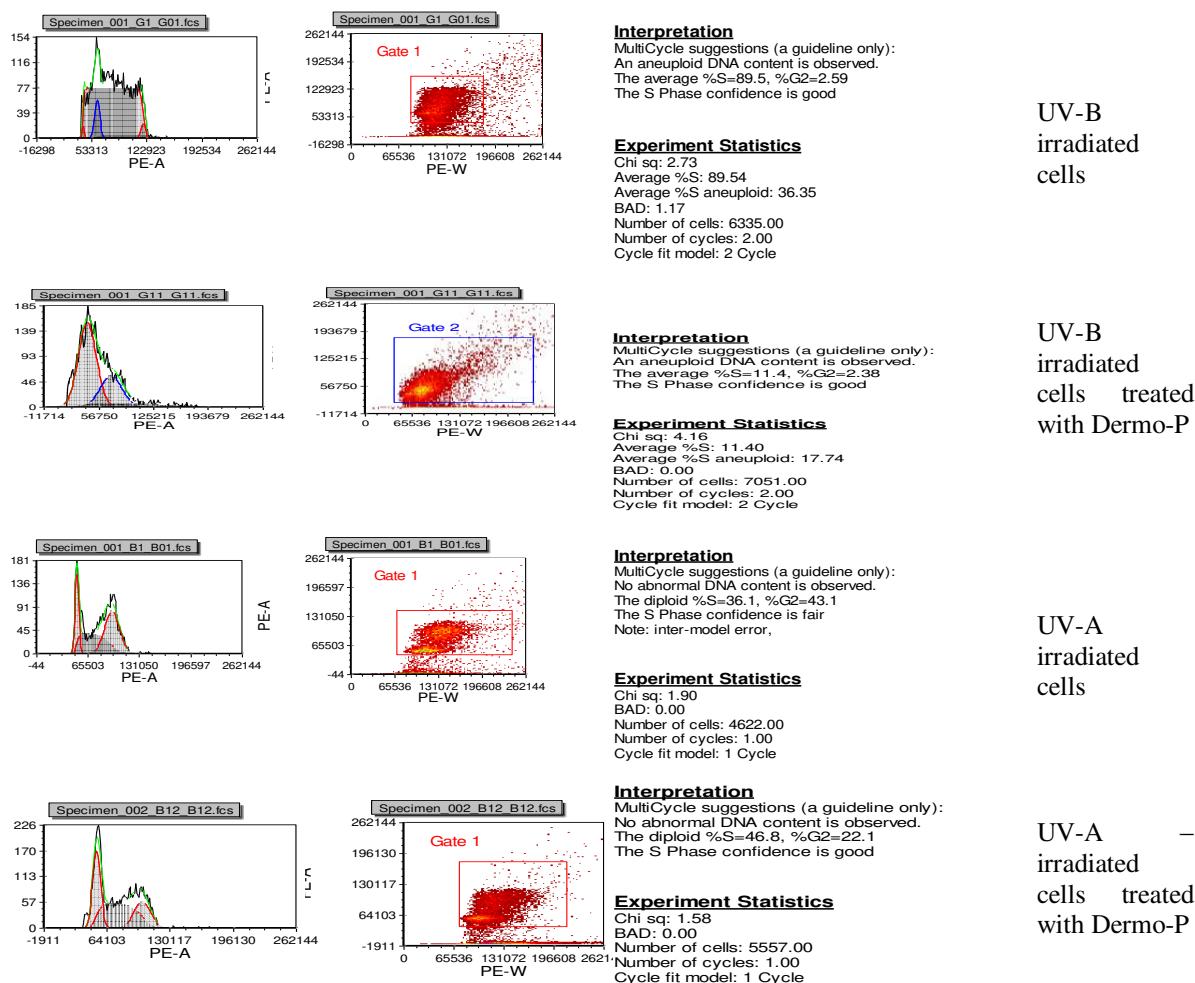 Specimen_001_G1_G01.fcs
154
116
77
39
0
-16298 53313 122923 192534 262144
PE-A
Specimen_001_G1_G01.fcs
262144
192534
122923
53313
-16298
Gate 1
0 65536 131072 196608 262144
PE-W
Interpretation
MultiCycle suggestions (a guideline only):
An aneuploid DNA content is observed.
The average %S=89.5, %G2=2.59
The S Phase confidence is good
Experiment Statistics
Chi sq: 2.73
Average %S: 89.54
Average %S aneuploid: 36.35
BAD: 1.17
Number of cells: 6335.00
Number of cycles: 2.00
Cycle fit model: 2 Cycle
UV-B
irradiated
cells
Specimen_001_G11_G11.fcs
185
139
93
46
0
-11714 56750 125215 193679 262144
PE-A
Specimen_001_G11_G11.fcs
262144
193679
125215
56750
-11714
Gate 2
0 65536 131072 196608 262144
PE-W
Interpretation
MultiCycle suggestions (a guideline only):
An aneuploid DNA content is observed.
The average %S=11.4, %G2=2.38
The S Phase confidence is good
Experiment Statistics
Chi sq: 4.16
Average %S: 11.40
Average %S aneuploid: 17.74
BAD: 0.00
Number of cells: 7051.00
Number of cycles: 2.00
Cycle fit model: 2 Cycle
UV-B
irradiated
cells treated
with Dermo-P
Specimen_001_B1_B01.fcs
181
136
91
45
0
-44 65503 131050 196597 262144
PE-A
Specimen_001_B1_B01.fcs
PE-A
262144
196597
131050
65503
-44
Gate 1
0 65536 131072 196608 262144
PE-W
Interpretation
MultiCycle suggestions (a guideline only):
No abnormal DNA content is observed.
The diploid %S=36.1, %G2=43.1
The S Phase confidence is fair
Note: inter-model error,
Experiment Statistics
Chi sq: 1.90
BAD: 0.00
Number of cells: 4622.00
Number of cycles: 1.00
Cycle fit model: 1 Cycle
UV-A
irradiated
cells
Specimen_002_B12_B12.fcs
226
170
113
57
0
-1911 64103 130117 196130 262144
PE-A
Specimen_002_B12_B12.fcs
262144
196130
130117
64103
-1911
Gate 1
0 65536 131072 196608 262
PE-W
Interpretation
MultiCycle suggestions (a guideline only):
No abnormal DNA content is observed.
The diploid %S=46.8, %G2=22.1
The S Phase confidence is good
Experiment Statistics
Chi sq: 1.58
BAD: 0.00
Number of cells: 5557.00
Number of cycles: 1.00
Cycle fit model: 1 Cycle
UV-A –
irradiated
cells treated
with Dermo-P